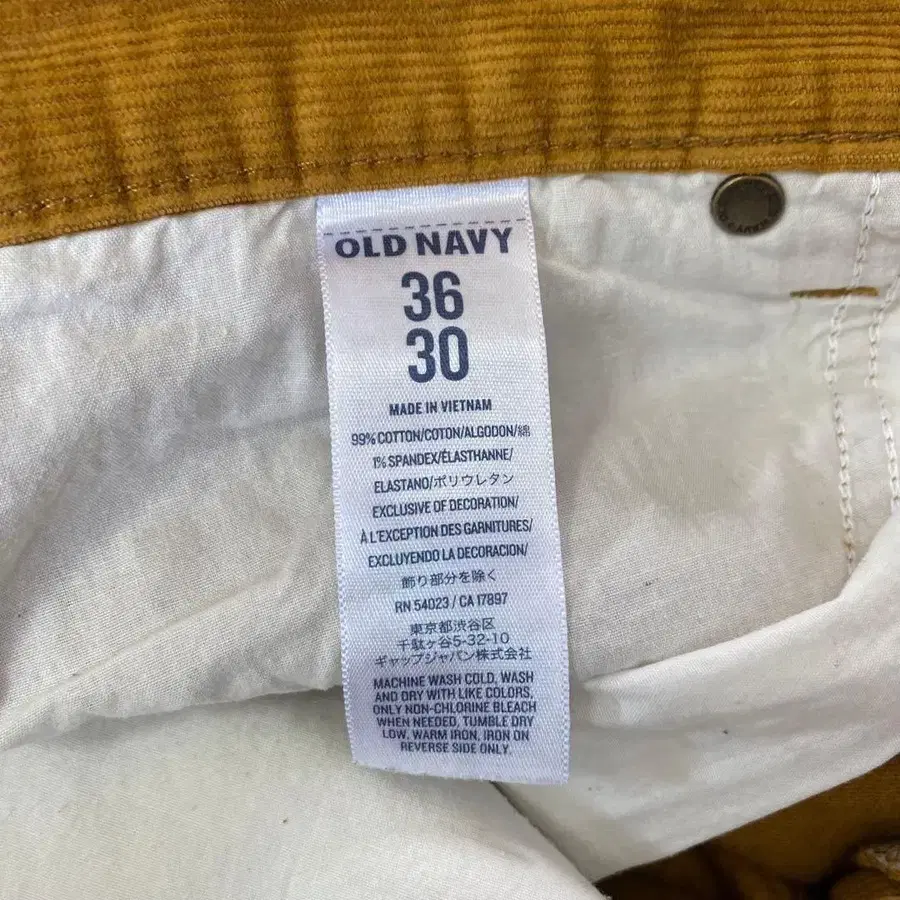 OLD NAVY
36
30
MADE IN VIETNAM
99% COTTON/COTON/ALGODON/綿
1% SPANDEX/ÉLASTHANNE/
ELASTANO/ポリウレタン
EXCLUSIVE OF DECORATION/
À L'EXCEPTION DES GARNITURES/
EXCLUYENDO LA DECORACION/
飾り部分を除く
RN 54023 / CA 17897
東京都渋谷区
千駄ヶ谷5-32-10
ギャップジャパン株式会社
MACHINE WASH COLD, WASH
AND DRY WITH LIKE COLORS,
ONLY NON-CHLORINE BLEACH
WHEN NEEDED, TUMBLE DRY
LOW, WARM IRON, IRON ON
REVERSE SIDE ONLY.